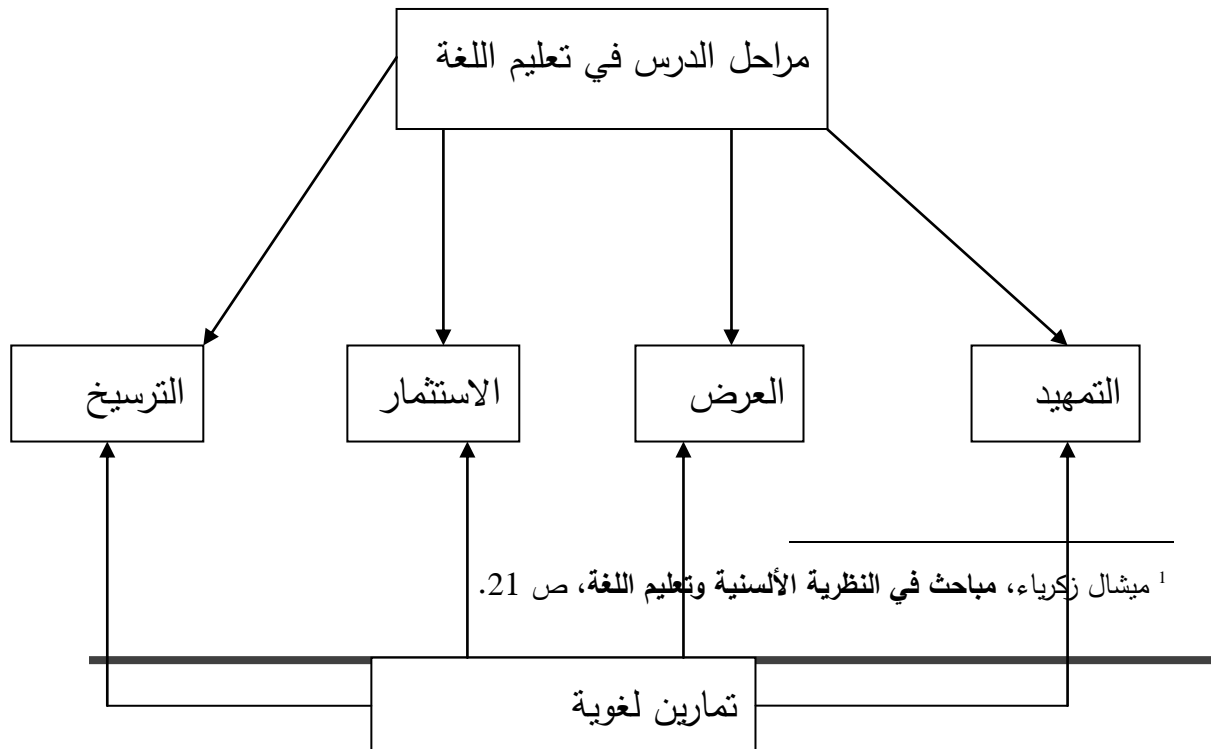 مراحل الدرس في تعليم اللغة
التمهيد
العرض
الاستثمار
الترسيخ
1 ميشال زكرياء، مباحث في النظرية الألسنية وتعليم اللغة، ص 21.
تمارين لغوية